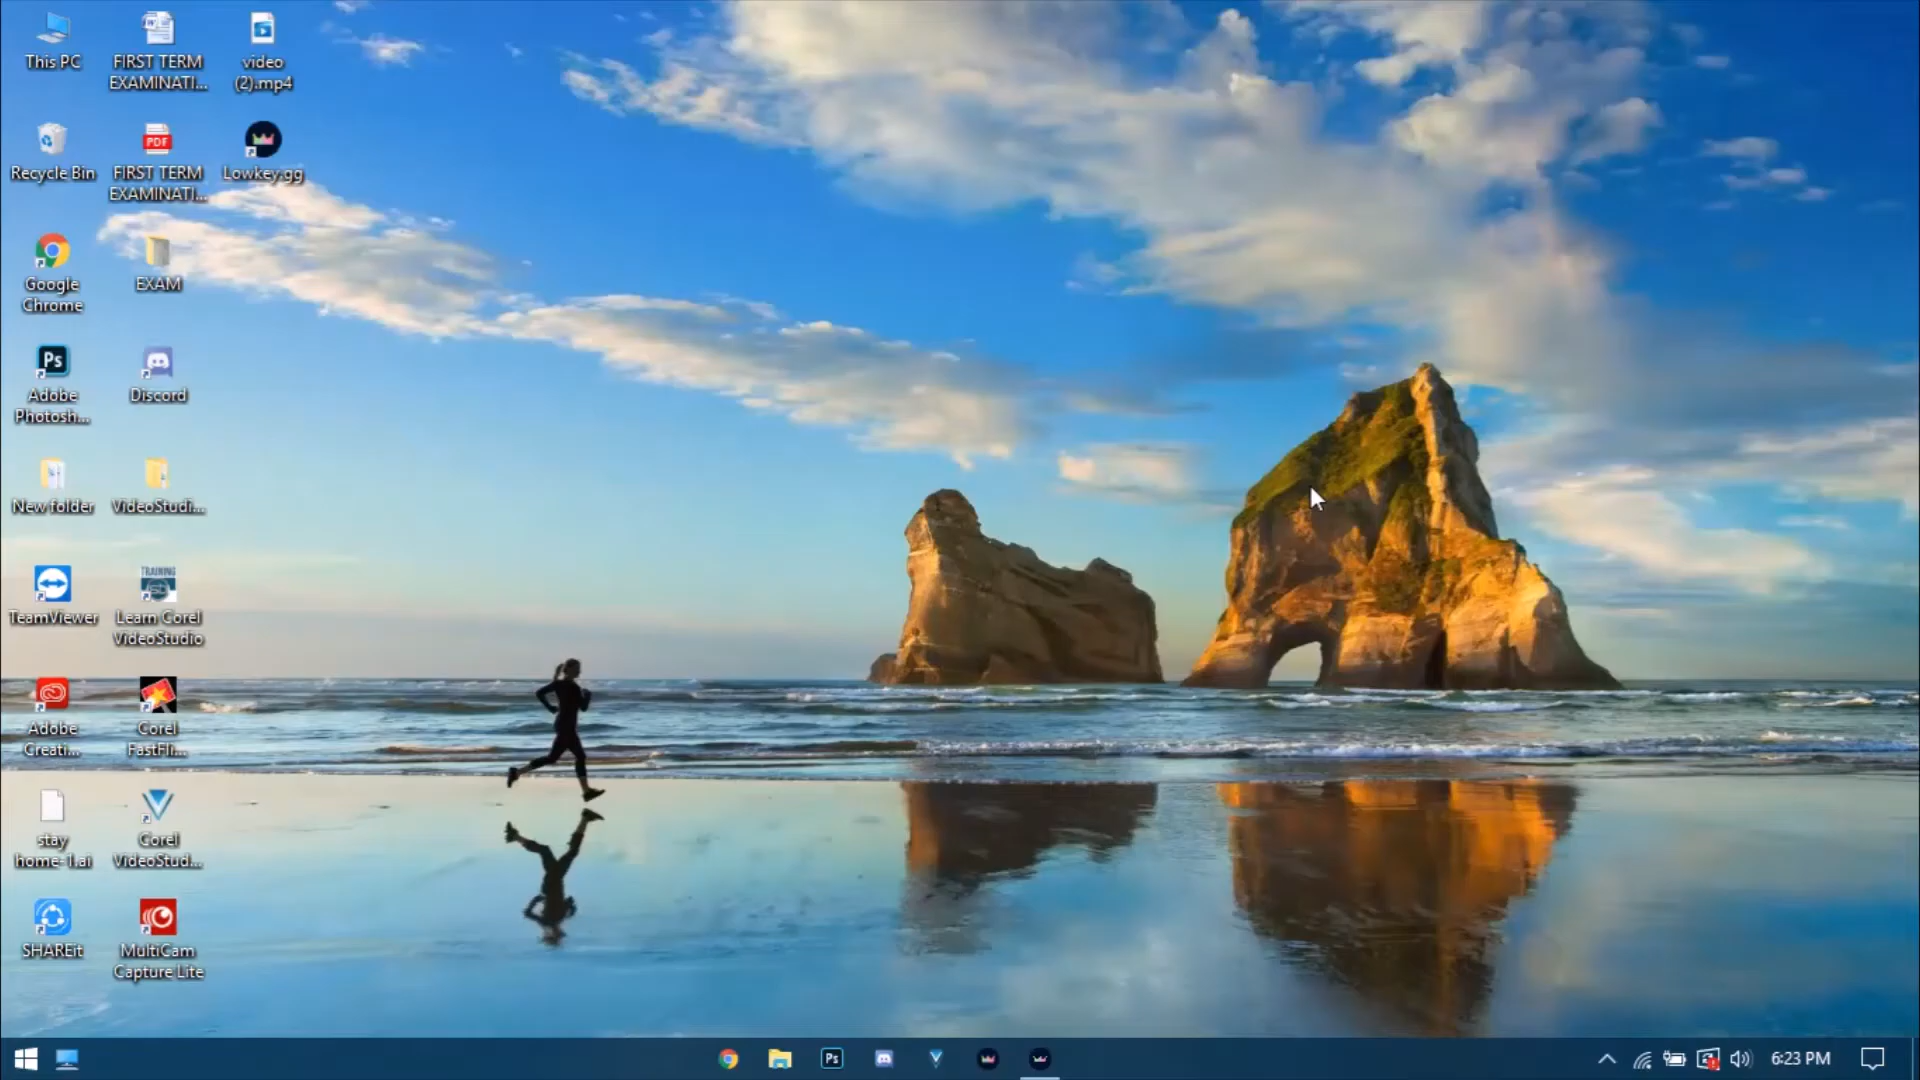 This PC
FIRST TERM
EXAMINATI...
video
(2).mp4
Recycle Bin
PDF
FIRST TERM
EXAMINATI...
Lowkey.gg
Google
Chrome
EXAM
Ps
Adobe
Photosh...
Discord
New folder
VideoStudi...
TeamViewer
TRAINING
Learn Corel
VideoStudio
Adobe
Creati...
Corel
FastFli...
stay
home-1.ai
Corel
VideoStud...
SHAREit
MultiCam
Capture Lite
Ps
6:23 PM